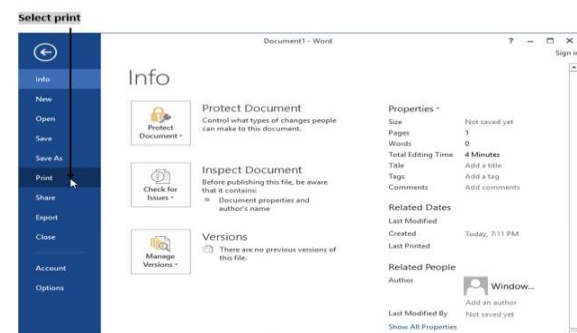 Select print
Document1 - Word
? – □ ×
Sign in
Info
New
Open
Save
Save As
Print
Share
Export
Close
Account
Options
Info
Protect
Document
Protect Document
Control what types of changes people
can make to this document.
Check for
Issues
Inspect Document
Before publishing this file, be aware
that it contains:
Document properties and
author's name
Manage
Versions
Versions
There are no previous versions of
this file.
Properties
Size Not saved yet
Pages 1
Words 0
Total Editing Time 4 Minutes
Title Add a title
Tags Add a tag
Comments Add comments
Related Dates
Last Modified
Created Today, 7:11 PM
Last Printed
Related People
Author Window...
Add an author
Last Modified By Not saved yet
Show All Properties